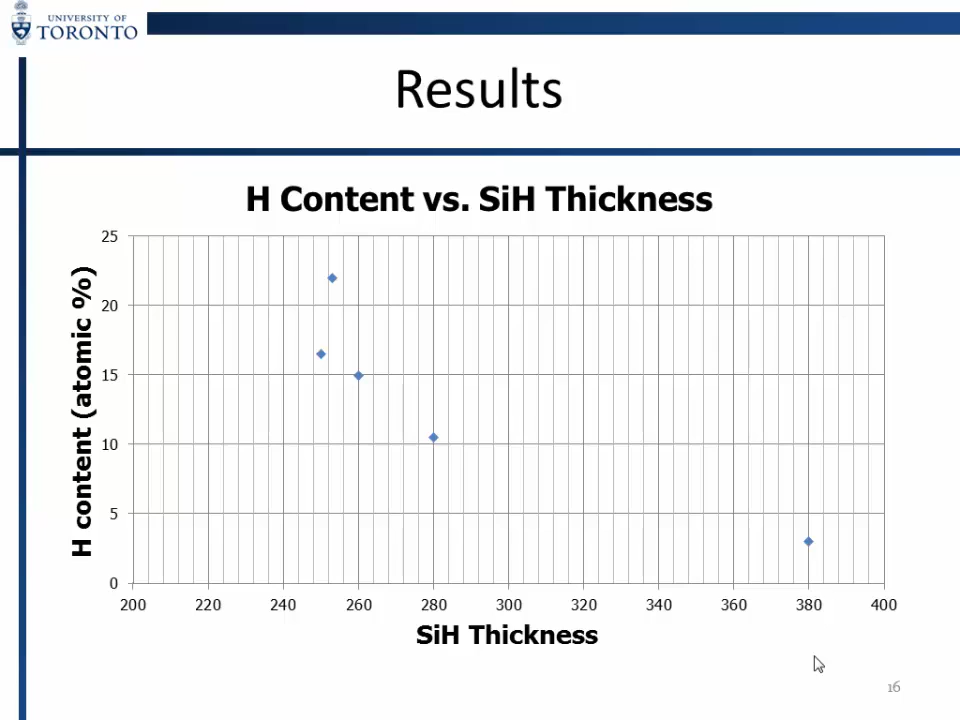 UNIVERSITY OF
TORONTO
Results
H Content vs. SiH Thickness
H content (atomic %)
25
20
15
10
5
0
200 220 240 260 280 300 320 340 360 380 400
SiH Thickness
16